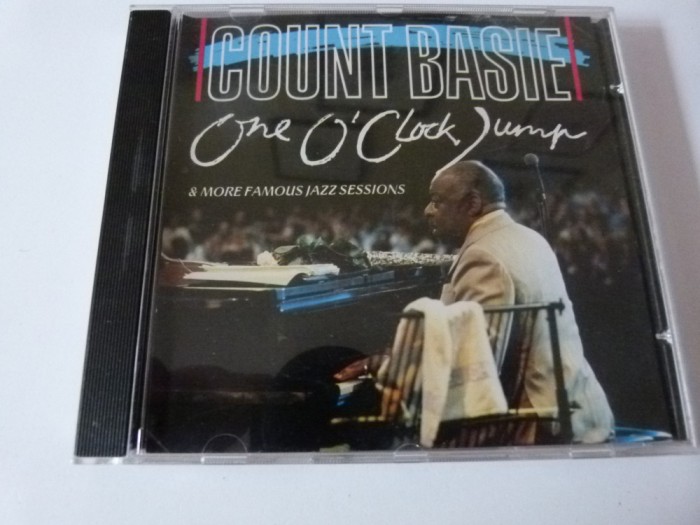 COUNT BASIE
One O'Clock Jump
& MORE FAMOUS JAZZ SESSIONS